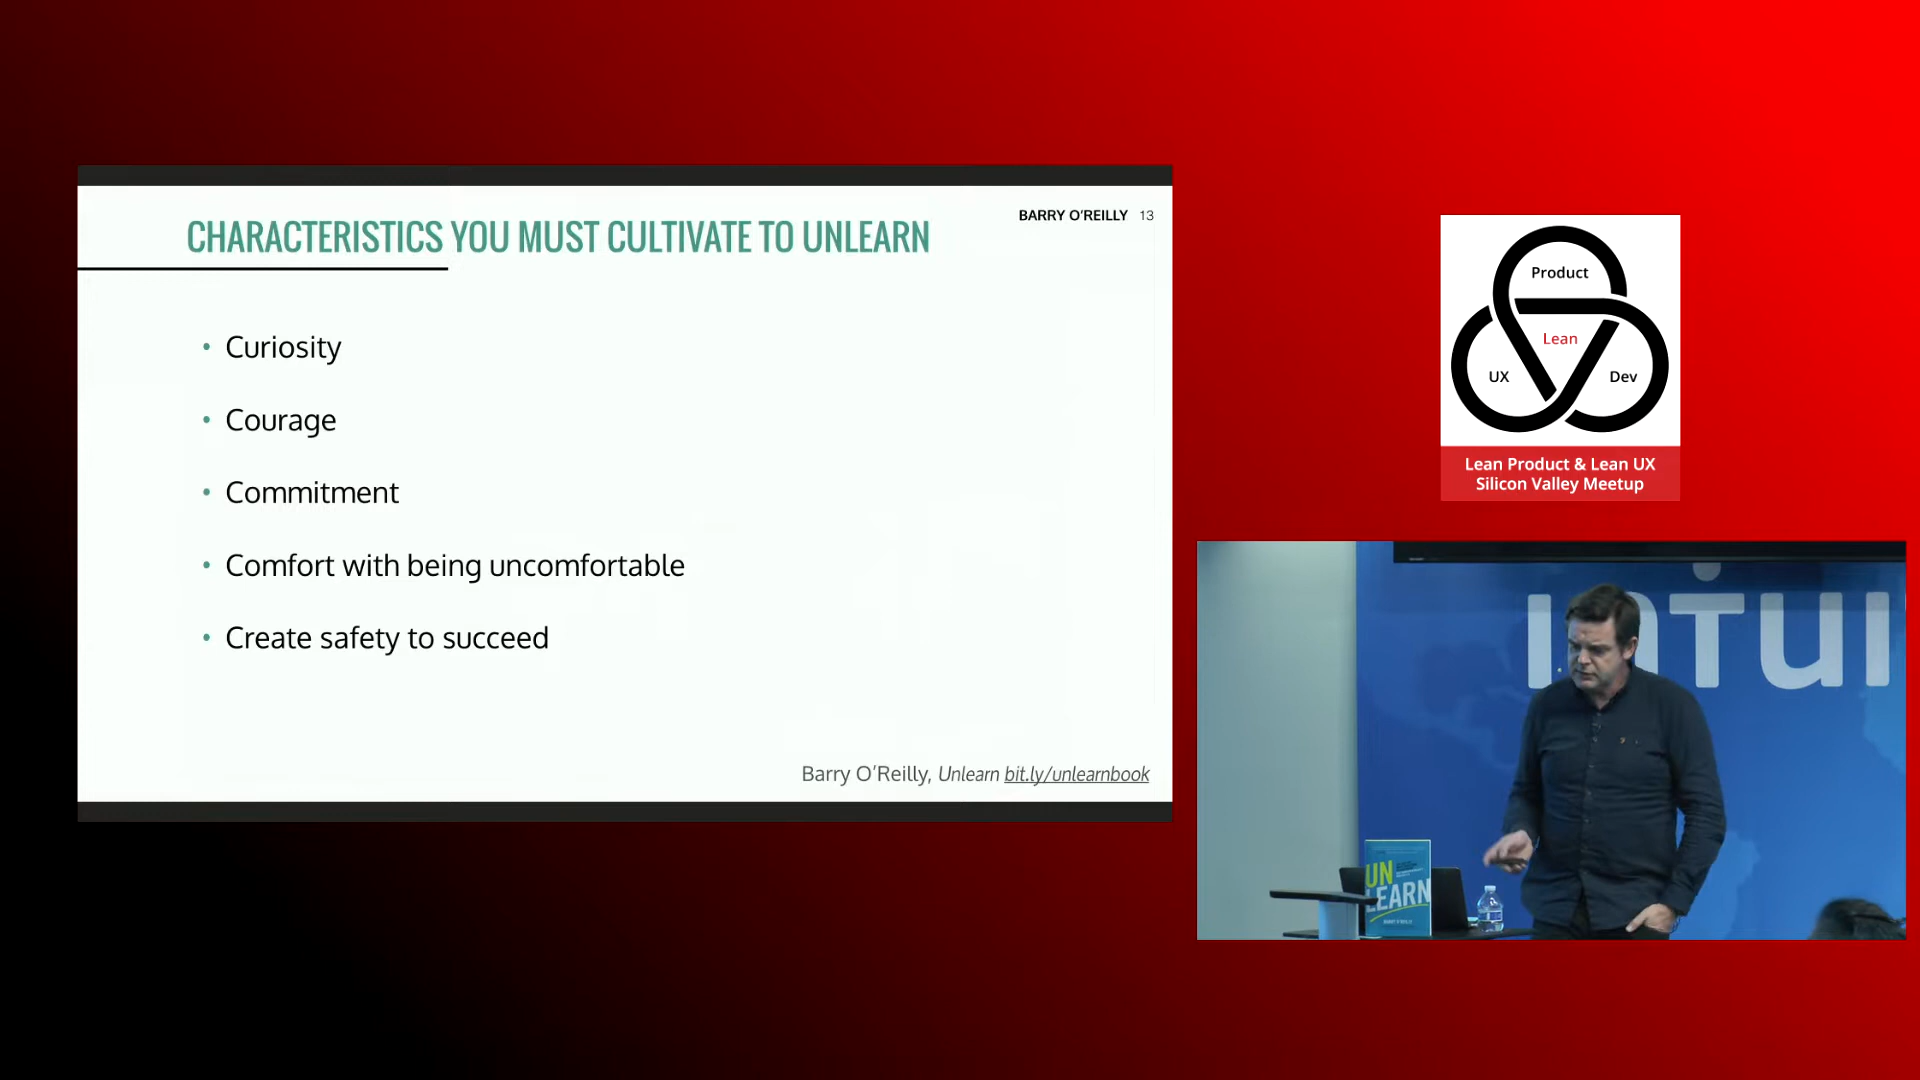 CHARACTERISTICS YOU MUST CULTIVATE TO UNLEARN
BARRY O'REILLY 13
• Curiosity
• Courage
• Commitment
• Comfort with being uncomfortable
• Create safety to succeed
Barry O'Reilly, Unlearn bit.ly/unlearnbook
Product
Lean
UX
Dev
Lean Product & Lean UX
Silicon Valley Meetup
intui
UN
LEARN
BARRY O'REILLY